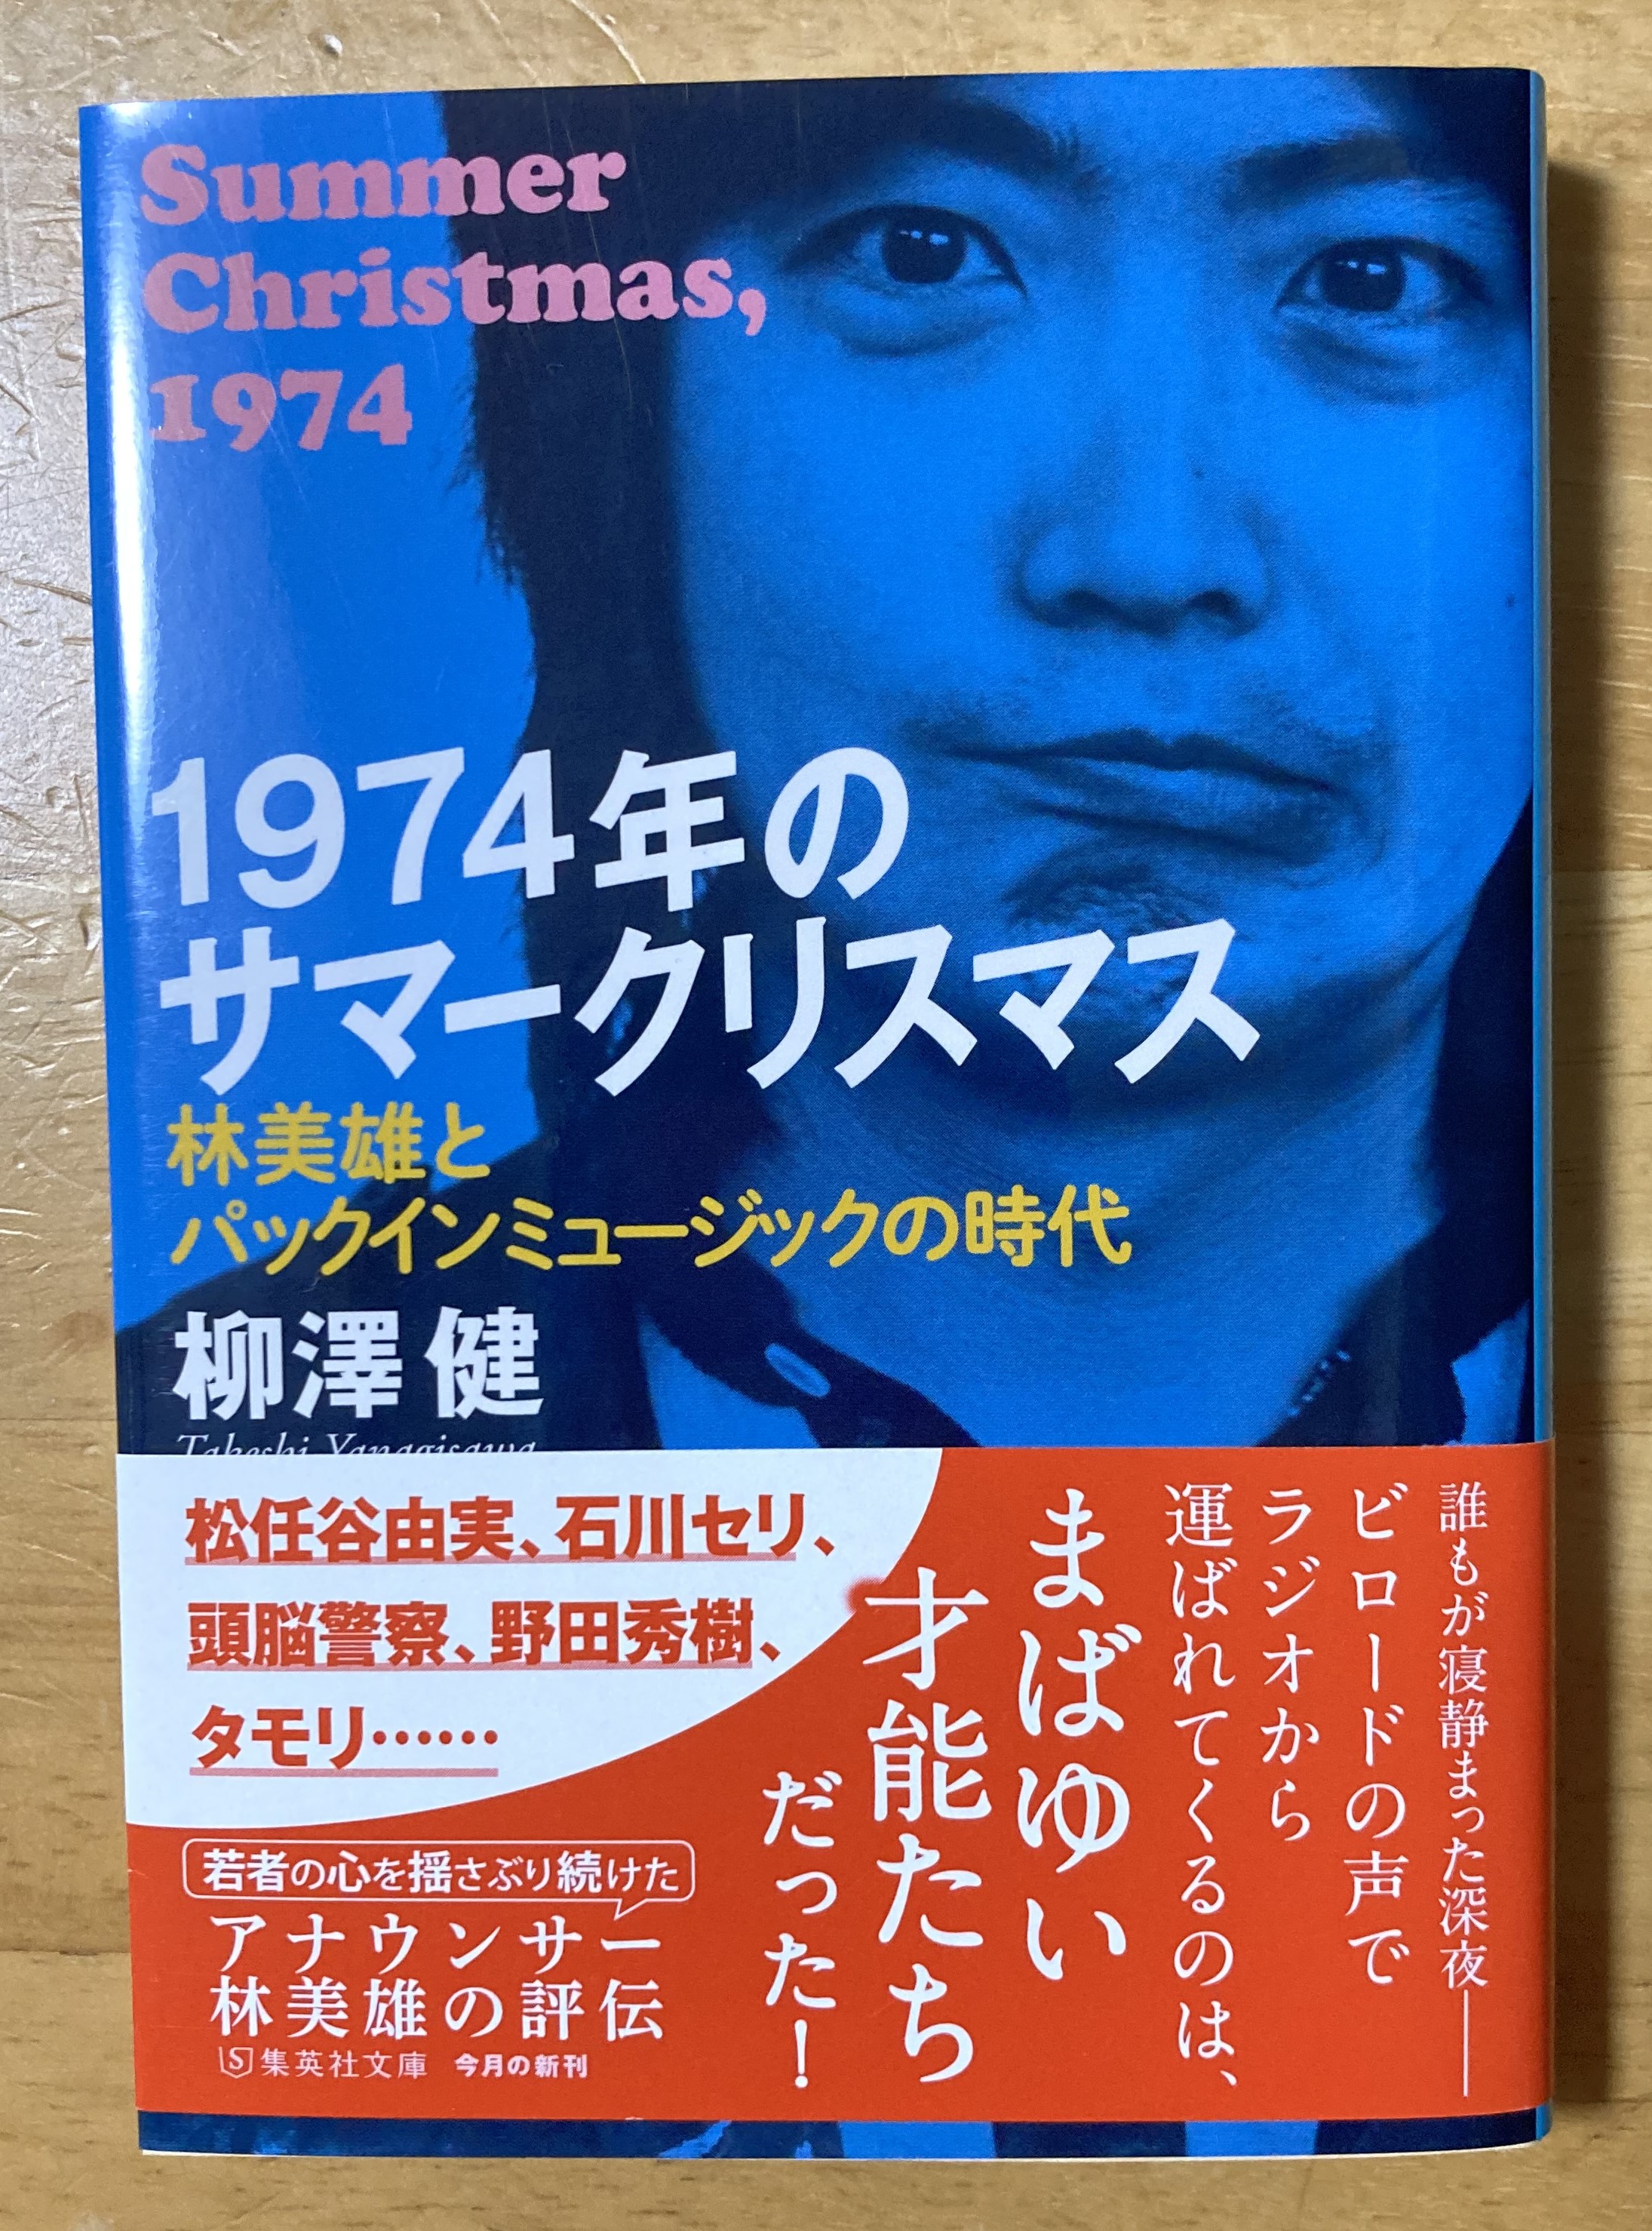 Summer
Christmas,
1974
1974年の
サマークリスマス
林美雄と
パックインミュージックの時代
柳澤 健
Takeshi Yanagisawa
誰もが寝静まった深夜――
ビロードの声で
ラジオから
運ばれてくるのは、
まばゆい
才能たち
だった!
松任谷由実、石川セリ、
頭脳警察、野田秀樹、
タモリ……
若者の心を揺さぶり続けた
アナウンサー
林美雄の評伝
S 集英社文庫 今月の新刊